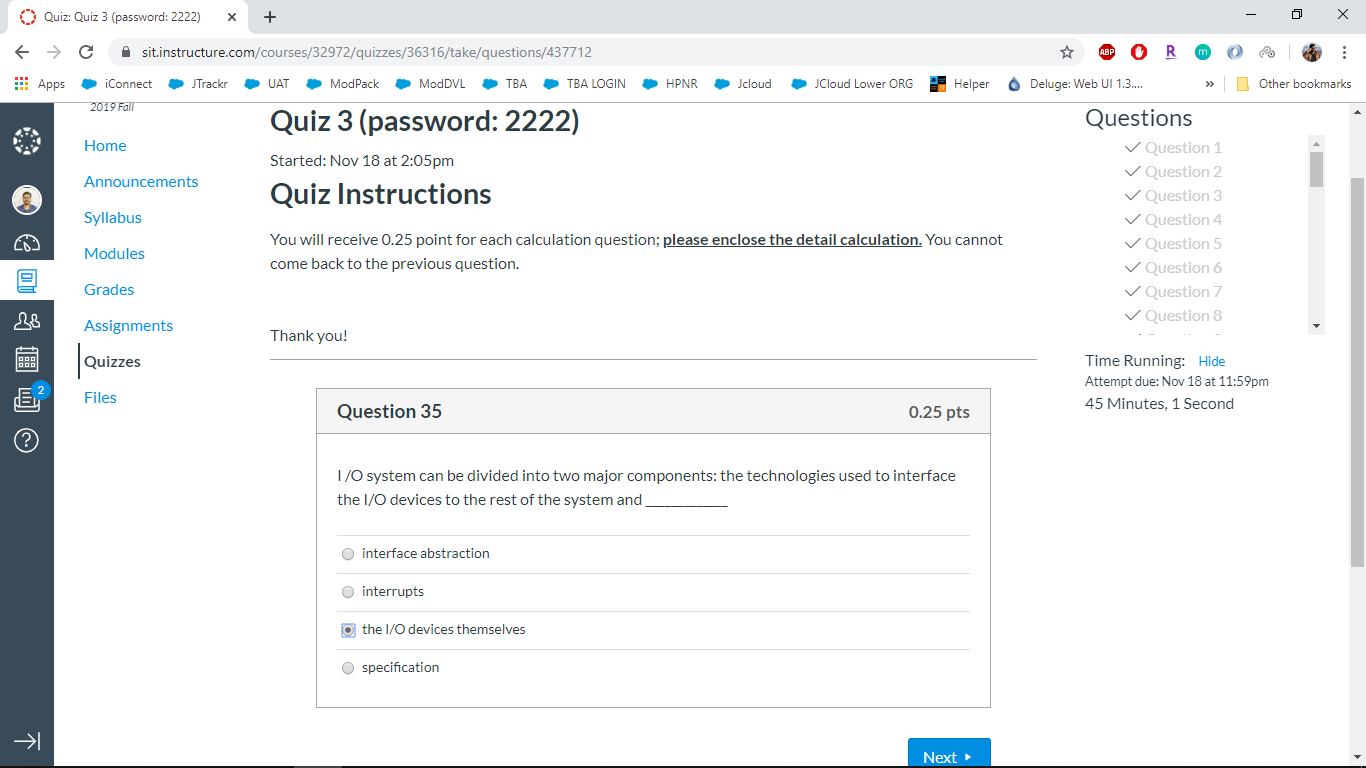 Quiz: Quiz 3 (password: 2222)
sit.instructure.com/courses/32972/quizzes/36316/take/questions/437712
ABP
R
m
Apps
iConnect
JTrackr
UAT
ModPack
ModDVL
TBA
TBA LOGIN
HPNR
Jcloud
JCloud Lower ORG
Helper
Deluge: Web UI 1.3....
»
Other bookmarks
2019 Fall
Home
Announcements
Syllabus
Modules
Grades
Assignments
Quizzes
Files
2
Quiz 3 (password: 2222)
Started: Nov 18 at 2:05pm
Quiz Instructions
You will receive 0.25 point for each calculation question; please enclose the detail calculation. You cannot
come back to the previous question.
Thank you!
Question 35
0.25 pts
I /O system can be divided into two major components: the technologies used to interface
the I/O devices to the rest of the system and _____________
interface abstraction
interrupts
the I/O devices themselves
specification
Next
Questions
Question 1
Question 2
Question 3
Question 4
Question 5
Question 6
Question 7
Question 8
Time Running: Hide
Attempt due: Nov 18 at 11:59pm
45 Minutes, 1 Second